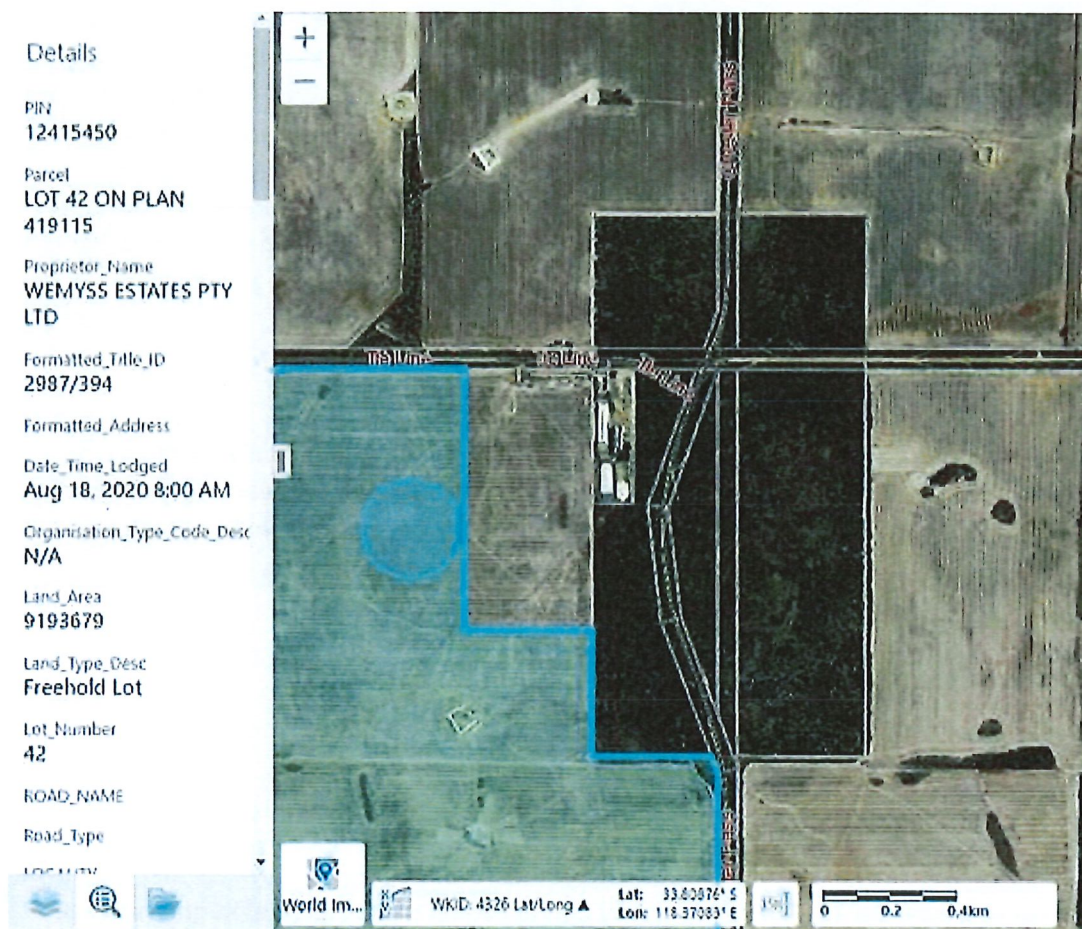 Details
PIN
12415450
Parcel
LOT 42 ON PLAN
419115
Proprietor_Name
WEMYSS ESTATES PTY
LTD
Formatted_Title_ID
2987/394
Formatted_Address
Date_Time_Lodged
Aug 18, 2020 8:00 AM
Organisation_Type_Code_Desc
N/A
Land_Area
9193679
Land_Type_Desc
Freehold Lot
Lot_Number
42
ROAD_NAME
Road_Type
LOCALITY
+
−
World Im...
WKID: 4326 Lat/Long ▲
Lat: S
Lon: E
0 0.2 0.4km